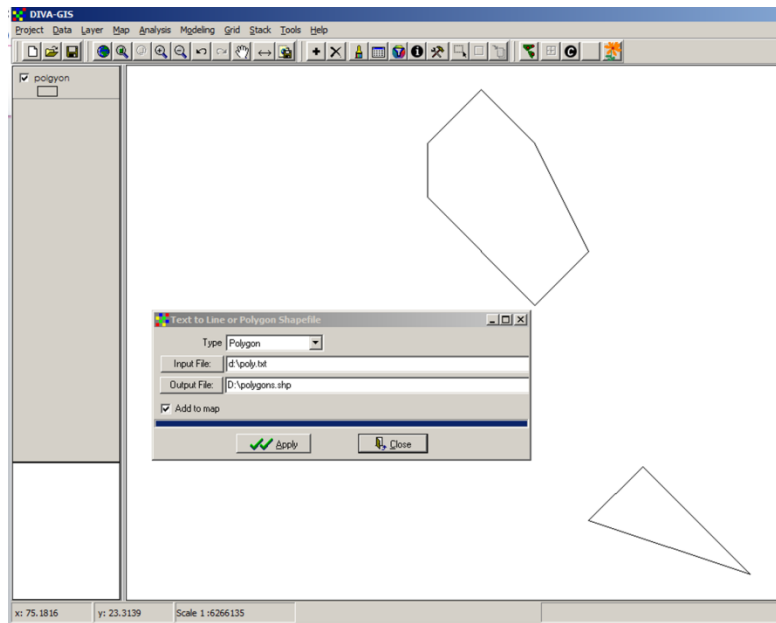 DIVA-GIS
Project Data Layer Map Analysis Modeling Grid Stack Tools Help
polgyon
Text to Line or Polygon Shapefile
Type Polygon
Input File: d:\poly.txt
Output File: D:\polygons.shp
Add to map
Apply Close
x: 75.1816 y: 23.3139 Scale 1 :6266135